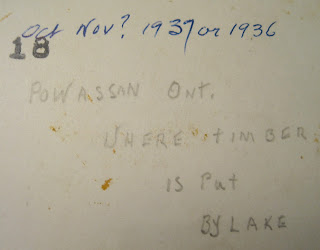 Oct Nov? 1937 or 1936
18
POWASSAN ONT.
WHERE TIMBER
IS Put
BY LAKE